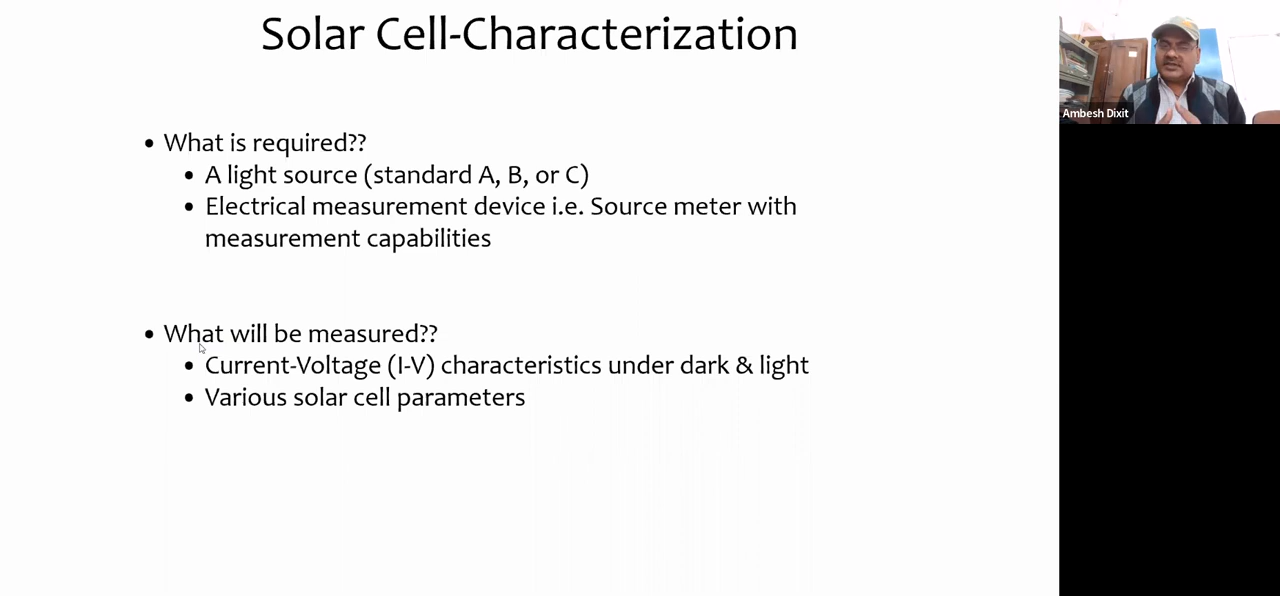 Solar Cell-Characterization
• What is required??
• A light source (standard A, B, or C)
• Electrical measurement device i.e. Source meter with
measurement capabilities
• What will be measured??
• Current-Voltage (I-V) characteristics under dark & light
• Various solar cell parameters
Ambesh Dixit